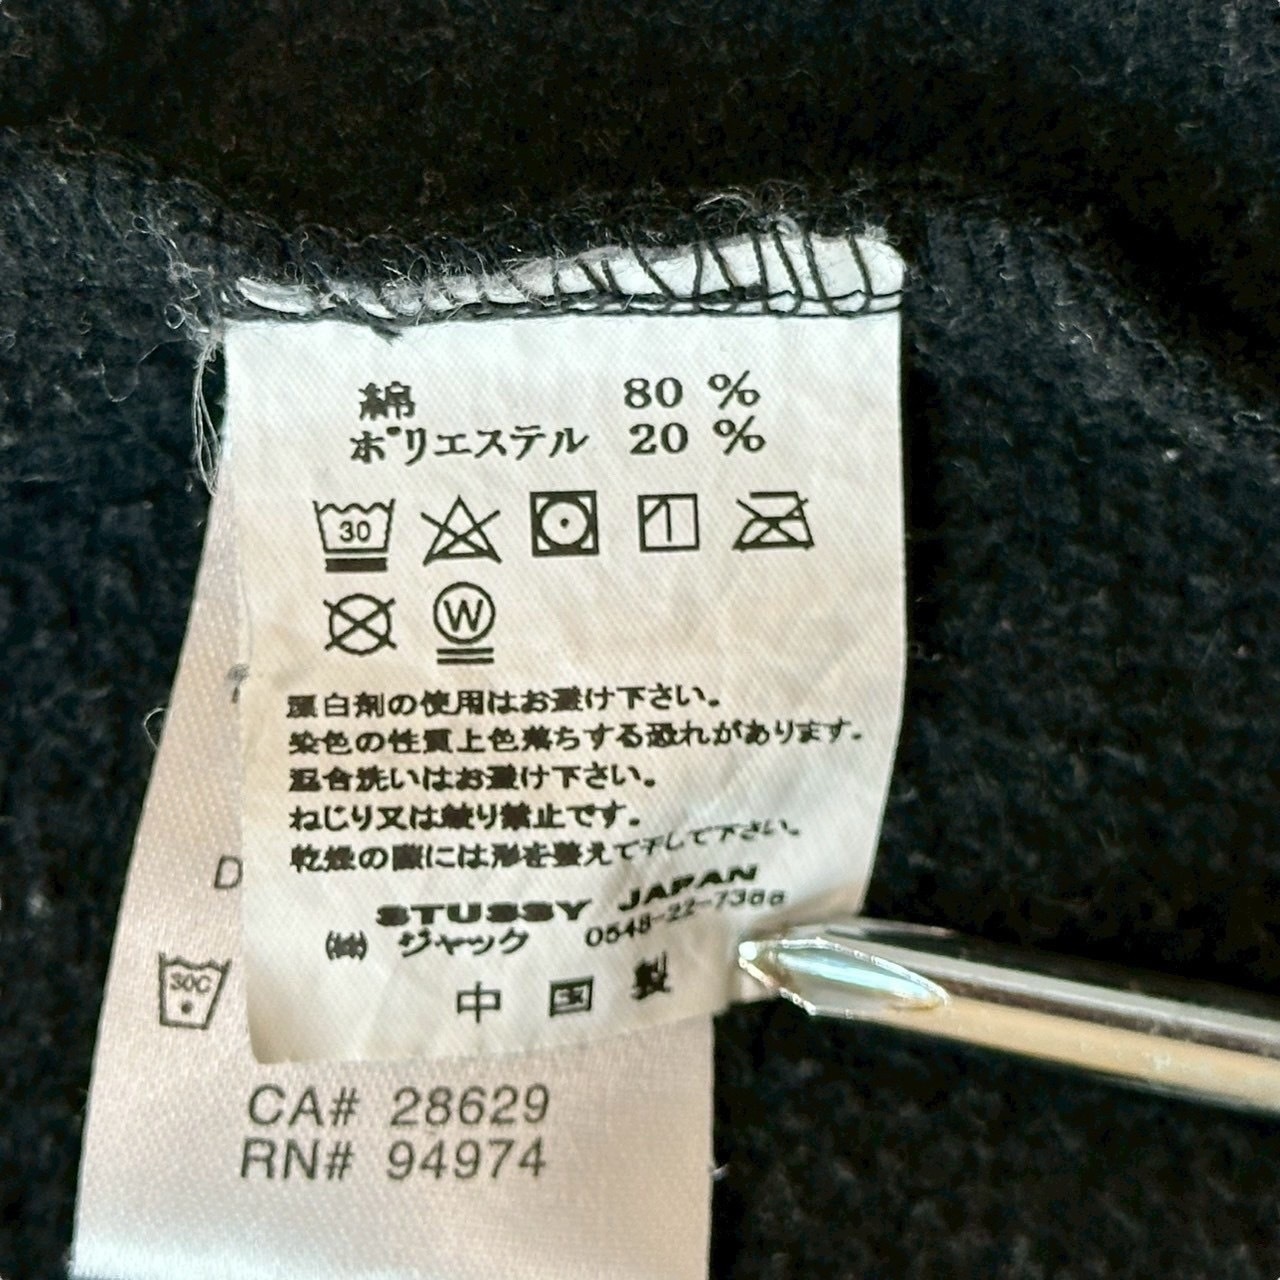 綿 80 %
ポリエステル 20 %
30
W
漂白剤の使用はお避け下さい。
染色の性質上色落ちする恐れがあります。
混合洗いはお避け下さい。
ねじり又は絞り禁止です。
乾燥の際には形を整えて干して下さい。
STUSSY JAPAN
㈱ ジャック 0548-22-7388
中国製
D
30C
CA# 28629
RN# 94974